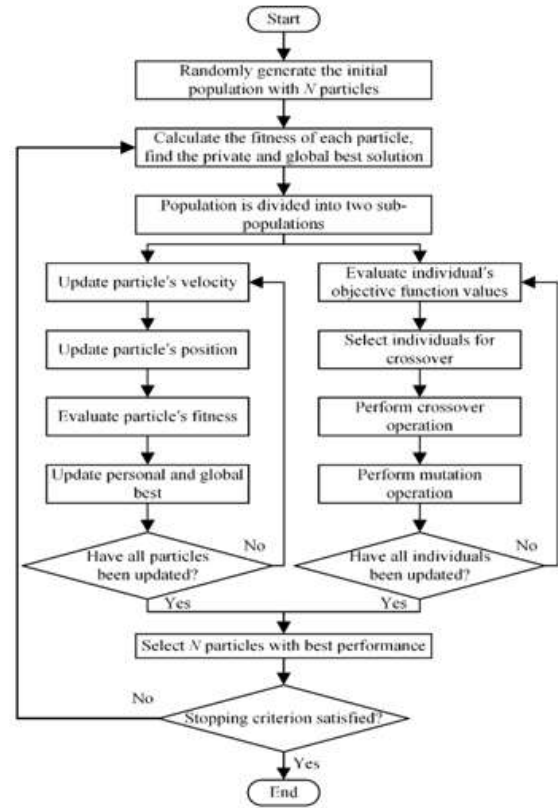 Start
Randomly generate the initial
population with N particles
Calculate the fitness of each particle,
find the private and global best solution
Population is divided into two sub-
populations
Update particle's velocity
Update particle's position
Evaluate particle's fitness
Update personal and global
best
Have all particles
been updated?
No
Yes
Evaluate individual's
objective function values
Select individuals for
crossover
Perform crossover
operation
Perform mutation
operation
Have all individuals
been updated?
No
Yes
Select N particles with best performance
No
Stopping criterion satisfied?
Yes
End